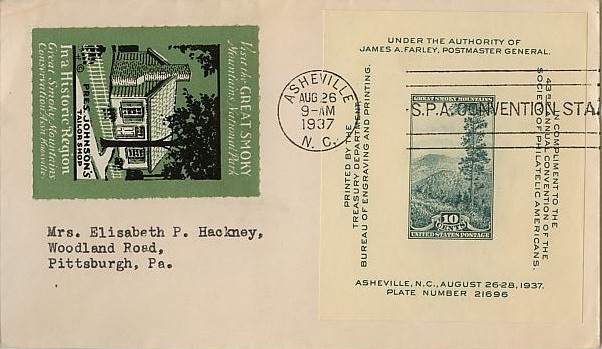 Visit the GREAT SMOKY
Mountains National Park
PRES. JOHNSON'S
TAILOR SHOP
In a Historic Region
Great Smoky Mountains
UNDER THE AUTHORITY OF
JAMES A. FARLEY, POSTMASTER GENERAL.
ASHEVILLE
AUG 26
9-AM
1937
N. C.
S.P.A. CONVENTION STA
PRINTED BY THE
TREASURY DEPARTMENT,
BUREAU OF ENGRAVING AND PRINTING.
GREAT SMOKY MOUNTAINS
10
CENTS
UNITED STATES POSTAGE
IN COMPLIMENT TO THE
43RD ANNUAL CONVENTION OF THE
SOCIETY OF PHILATELIC AMERICANS.
ASHEVILLE, N.C., AUGUST 26-28, 1937.
PLATE NUMBER 21696
Mrs. Elisabeth P. Hackney,
Woodland Road,
Pittsburgh, Pa.